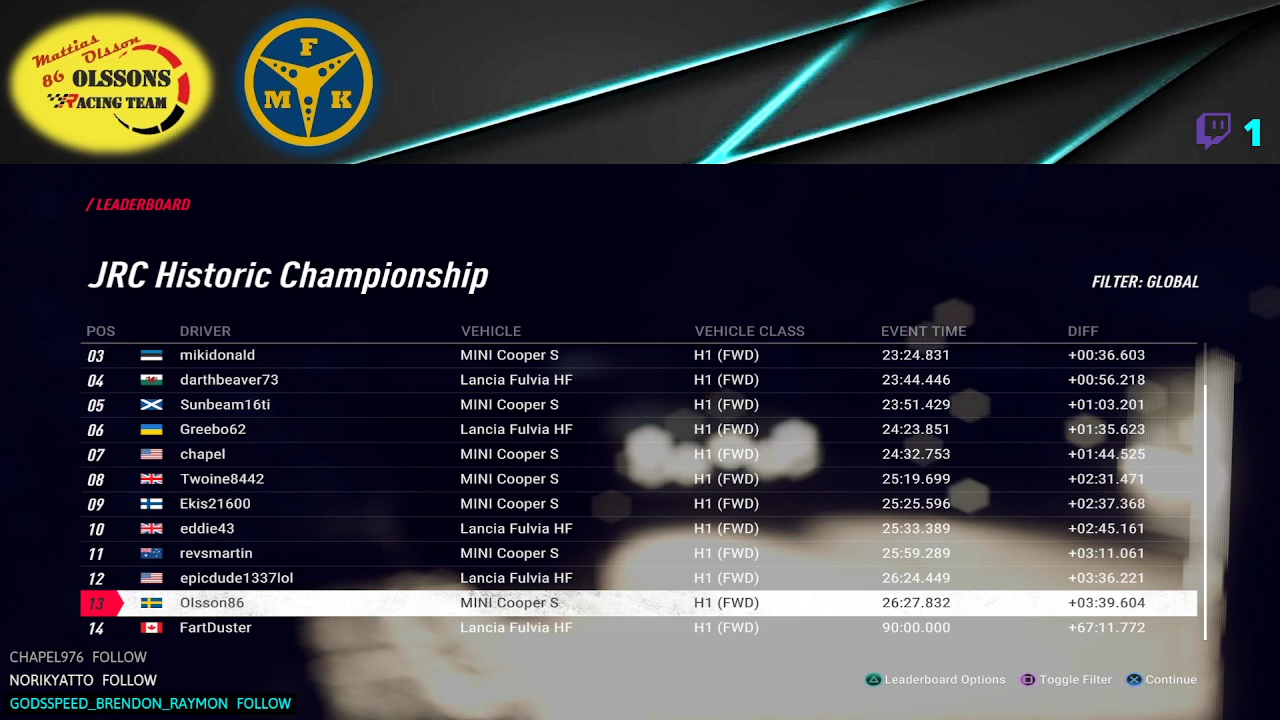 Mattias Olsson
86 OLSSONS
RACING TEAM
F
M K
1
/ LEADERBOARD
JRC Historic Championship
FILTER: GLOBAL
POS DRIVER VEHICLE VEHICLE CLASS EVENT TIME DIFF
03 mikidonald MINI Cooper S H1 (FWD) 23:24.831 +00:36.603
04 darthbeaver73 Lancia Fulvia HF H1 (FWD) 23:44.446 +00:56.218
05 Sunbeam16ti MINI Cooper S H1 (FWD) 23:51.429 +01:03.201
06 Greebo62 Lancia Fulvia HF H1 (FWD) 24:23.851 +01:35.623
07 chapel MINI Cooper S H1 (FWD) 24:32.753 +01:44.525
08 Twoine8442 MINI Cooper S H1 (FWD) 25:19.699 +02:31.471
09 Ekis21600 MINI Cooper S H1 (FWD) 25:25.596 +02:37.368
10 eddie43 Lancia Fulvia HF H1 (FWD) 25:33.389 +02:45.161
11 revsmartin MINI Cooper S H1 (FWD) 25:59.289 +03:11.061
12 epicdude1337lol Lancia Fulvia HF H1 (FWD) 26:24.449 +03:36.221
13 Olsson86 MINI Cooper S H1 (FWD) 26:27.832 +03:39.604
14 FartDuster Lancia Fulvia HF H1 (FWD) 90:00.000 +67:11.772
CHAPEL976 FOLLOW
NORIKYATTO FOLLOW
GODSSPEED_BRENDON_RAYMON FOLLOW
Leaderboard Options Toggle Filter Continue